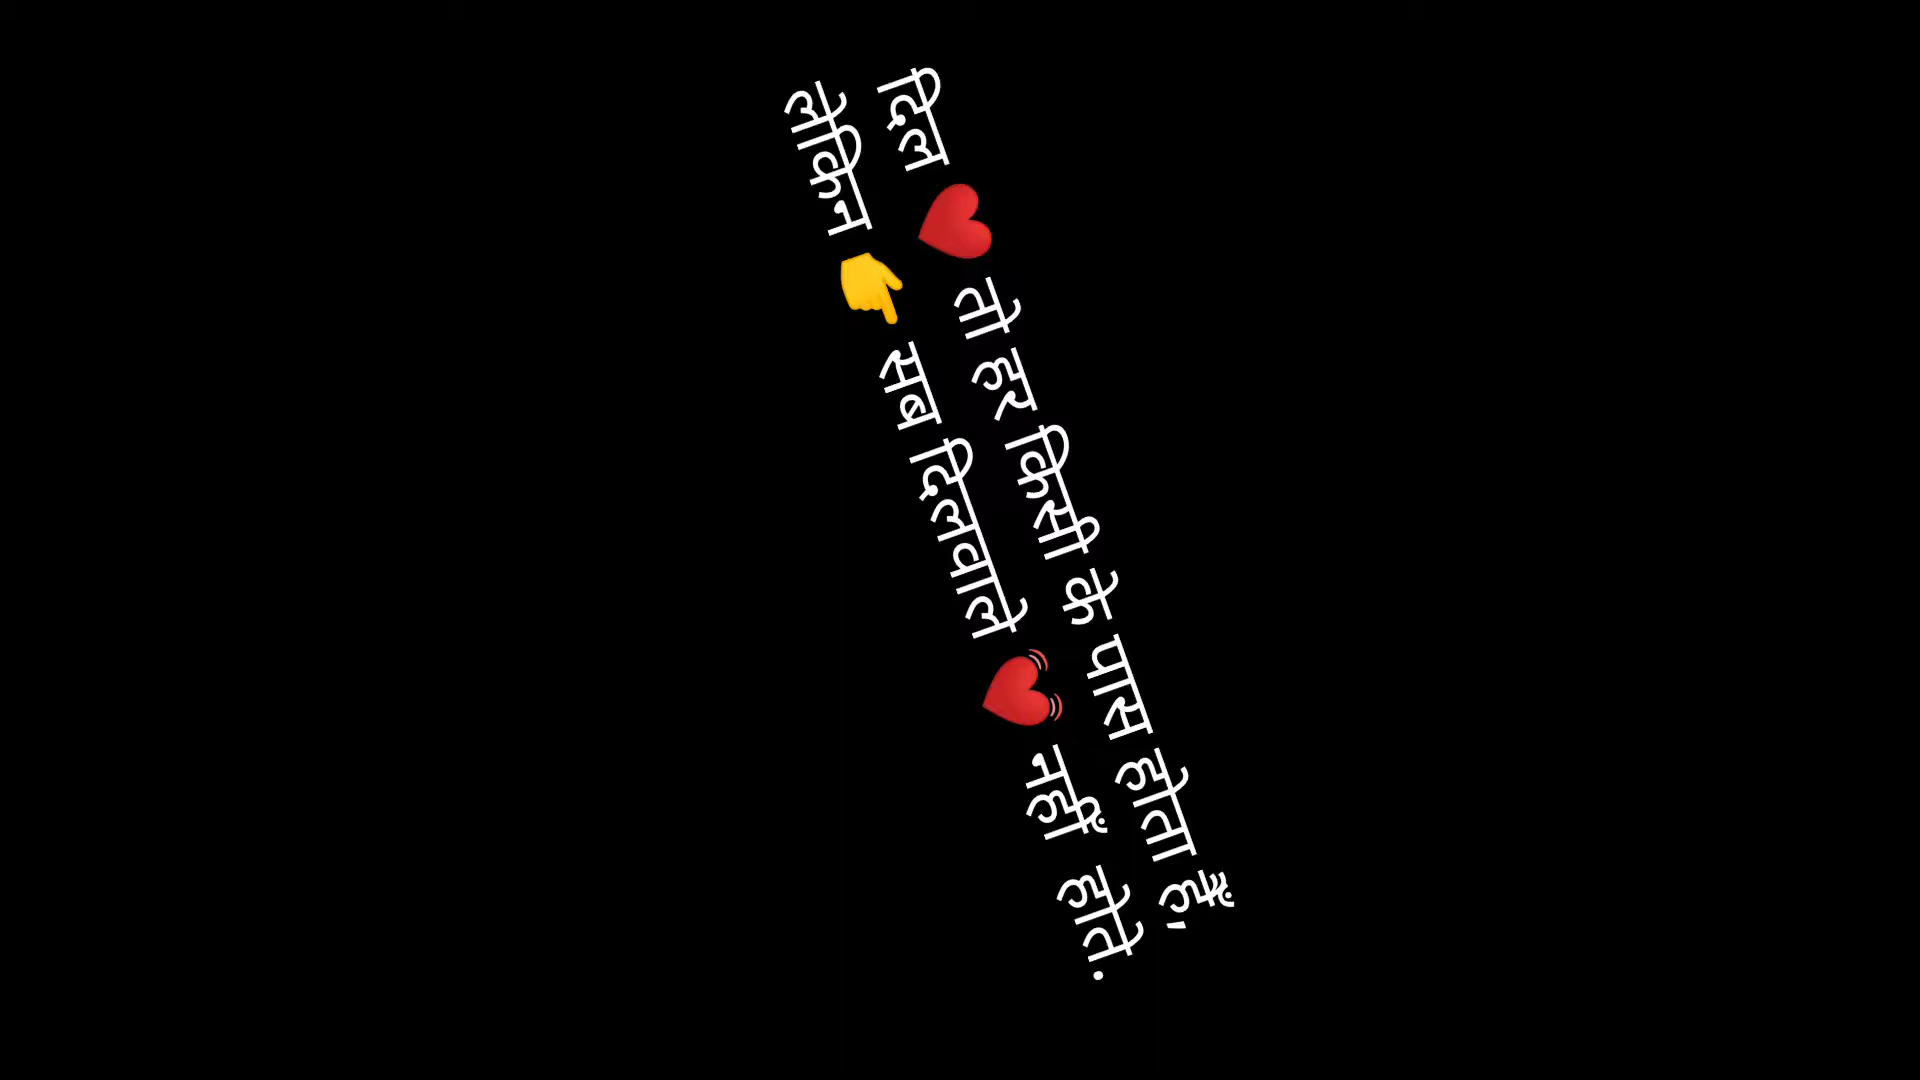 दिल ❤️ तो हर किसी के पास होता हैं,
लेकिन 👉 सब दिलवाले 💓 नहीं होते.